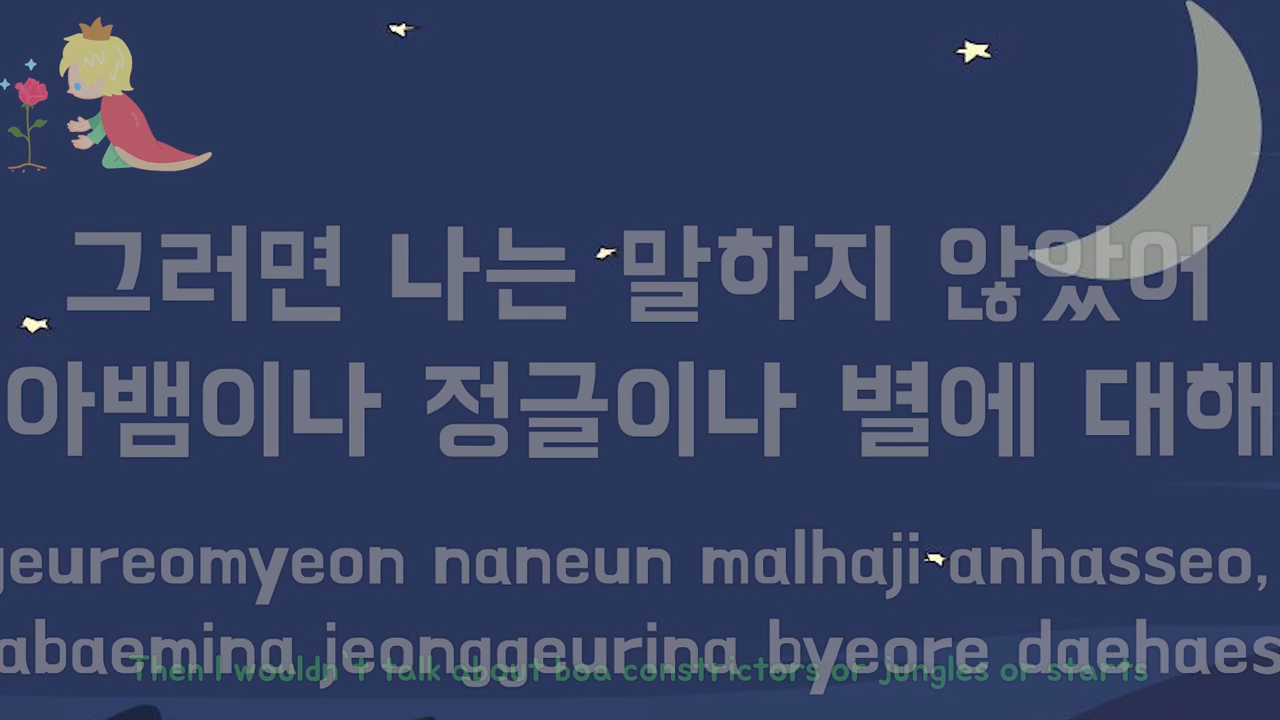 그러면 나는 말하지 않았어
아뱀이나 정글이나 별에 대해
geureomyeon naneun malhaji anhasseo,
abaemina jeonggeurina byeore daehaes
Then I wouldn't talk about boa constrictors or jungles or starts